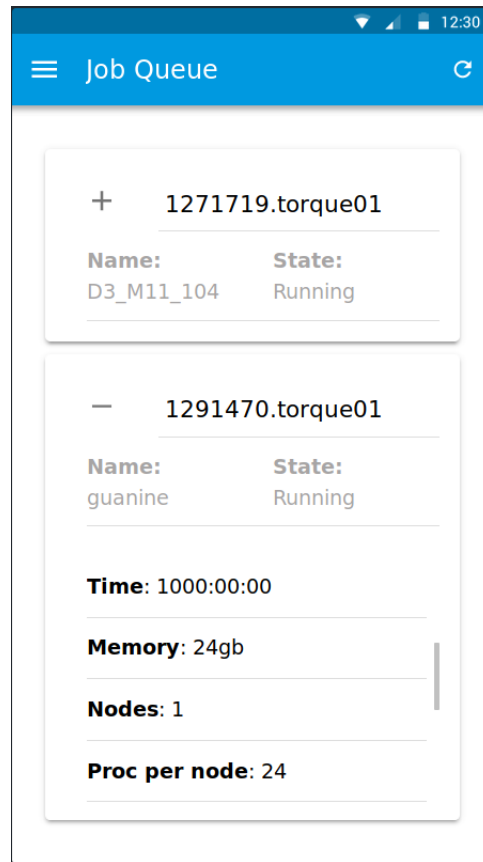 12:30
Job Queue
1271719.torque01
Name: State:
D3_M11_104 Running
1291470.torque01
Name: State:
guanine Running
Time: 1000:00:00
Memory: 24gb
Nodes: 1
Proc per node: 24